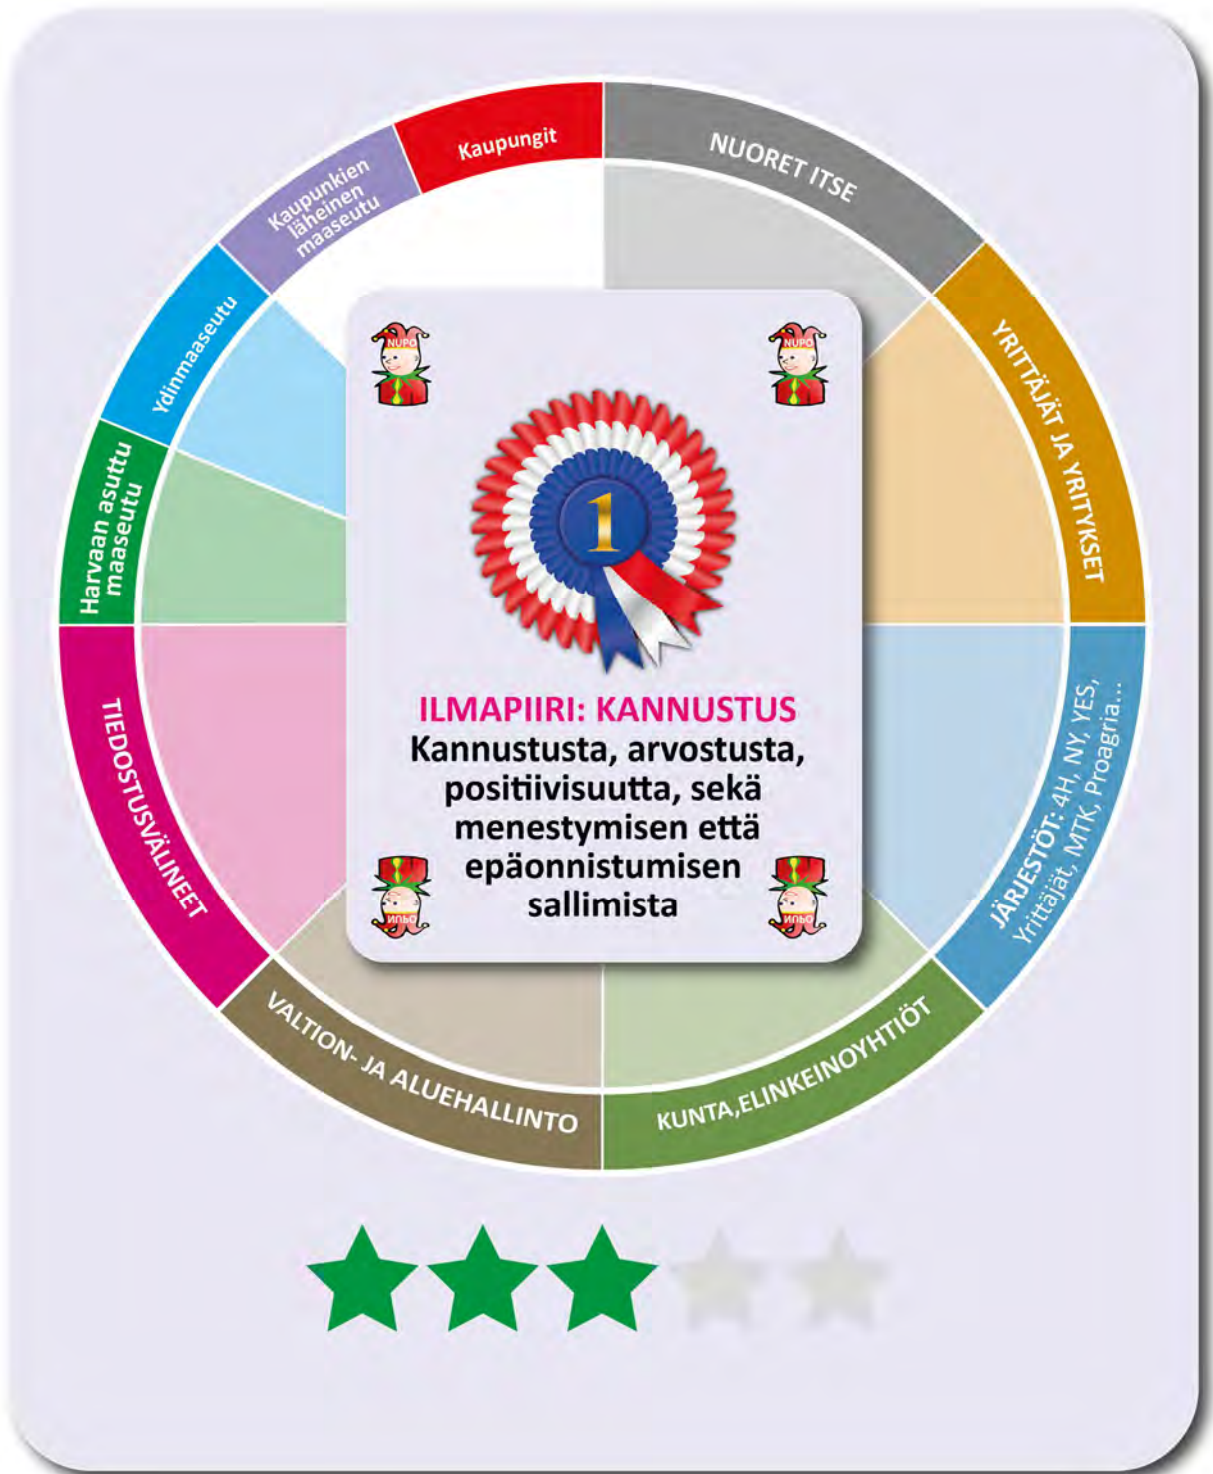 Kaupungit
NUORET ITSE
Kaupunkien
läheinen
maaseutu
YRITTÄJÄT JA YRITYKSET
Ydinmaaseutu
Harvaan asuttu
maaseutu
NUPO
NUPO
1
ILMAPIIRI: KANNUSTUS
Kannustusta, arvostusta,
positiivisuutta, sekä
menestymisen että
epäonnistumisen
sallimista
NUPO
NUPO
JÄRJESTÖT: 4H, NY, YES,
Yrittäjät, MTK, Proagria...
TIEDOSTUSVÄLINEET
VALTION- JA ALUEHALLINTO
KUNTA,ELINKEINOYHTIÖT